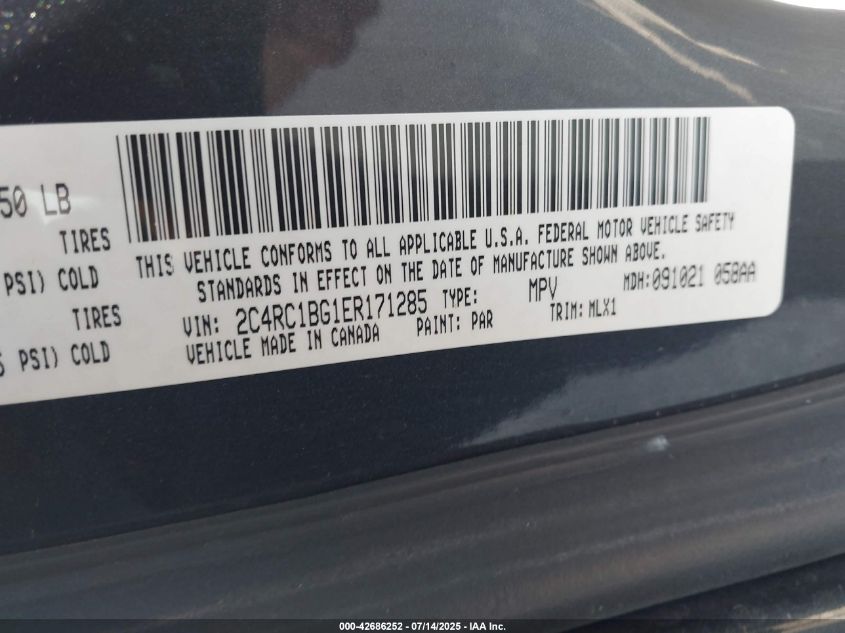 50 LB
TIRES
PSI) COLD
TIRES
PSI) COLD
THIS VEHICLE CONFORMS TO ALL APPLICABLE U.S.A. FEDERAL MOTOR VEHICLE SAFETY
STANDARDS IN EFFECT ON THE DATE OF MANUFACTURE SHOWN ABOVE.
MDH:091021 058AA
VIN: 2C4RC1BG1ER171285 TYPE: MPV
VEHICLE MADE IN CANADA PAINT: PAR TRIM: MLX1
000-42686252 - 07/14/2025 - IAA Inc.